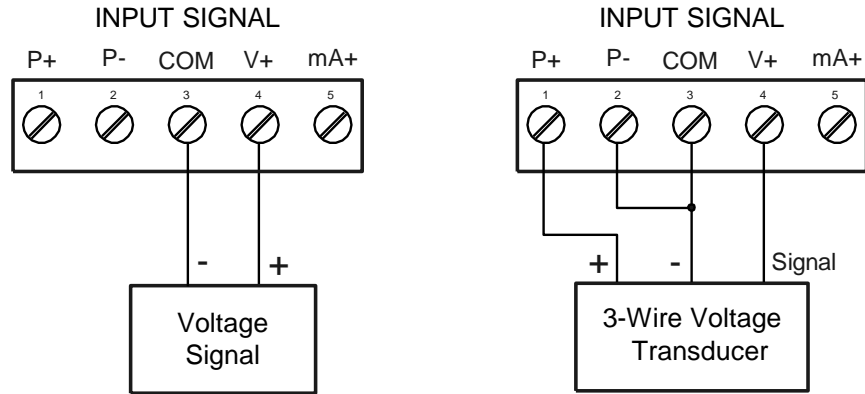 INPUT SIGNAL
P+ P- COM V+ mA+
1 2 3 4 5
- +
Voltage
Signal
INPUT SIGNAL
P+ P- COM V+ mA+
1 2 3 4 5
+ - Signal
3-Wire Voltage
Transducer